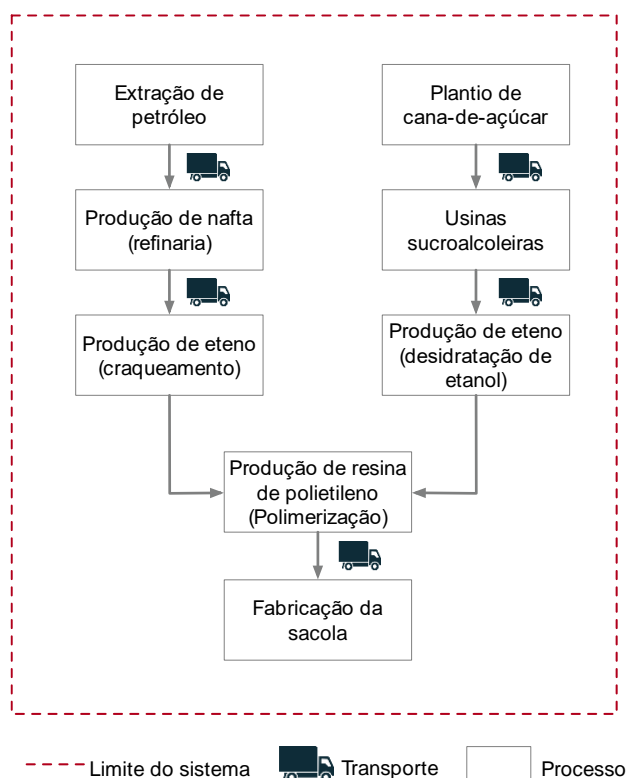 Extração de
petróleo
Plantio de
cana-de-açúcar
Produção de nafta
(refinaria)
Usinas
sucroalcoleiras
Produção de eteno
(craqueamento)
Produção de eteno
(desidratação de
etanol)
Produção de resina
de polietileno
(Polimerização)
Fabricação da
sacola
Limite do sistema
Transporte
Processo